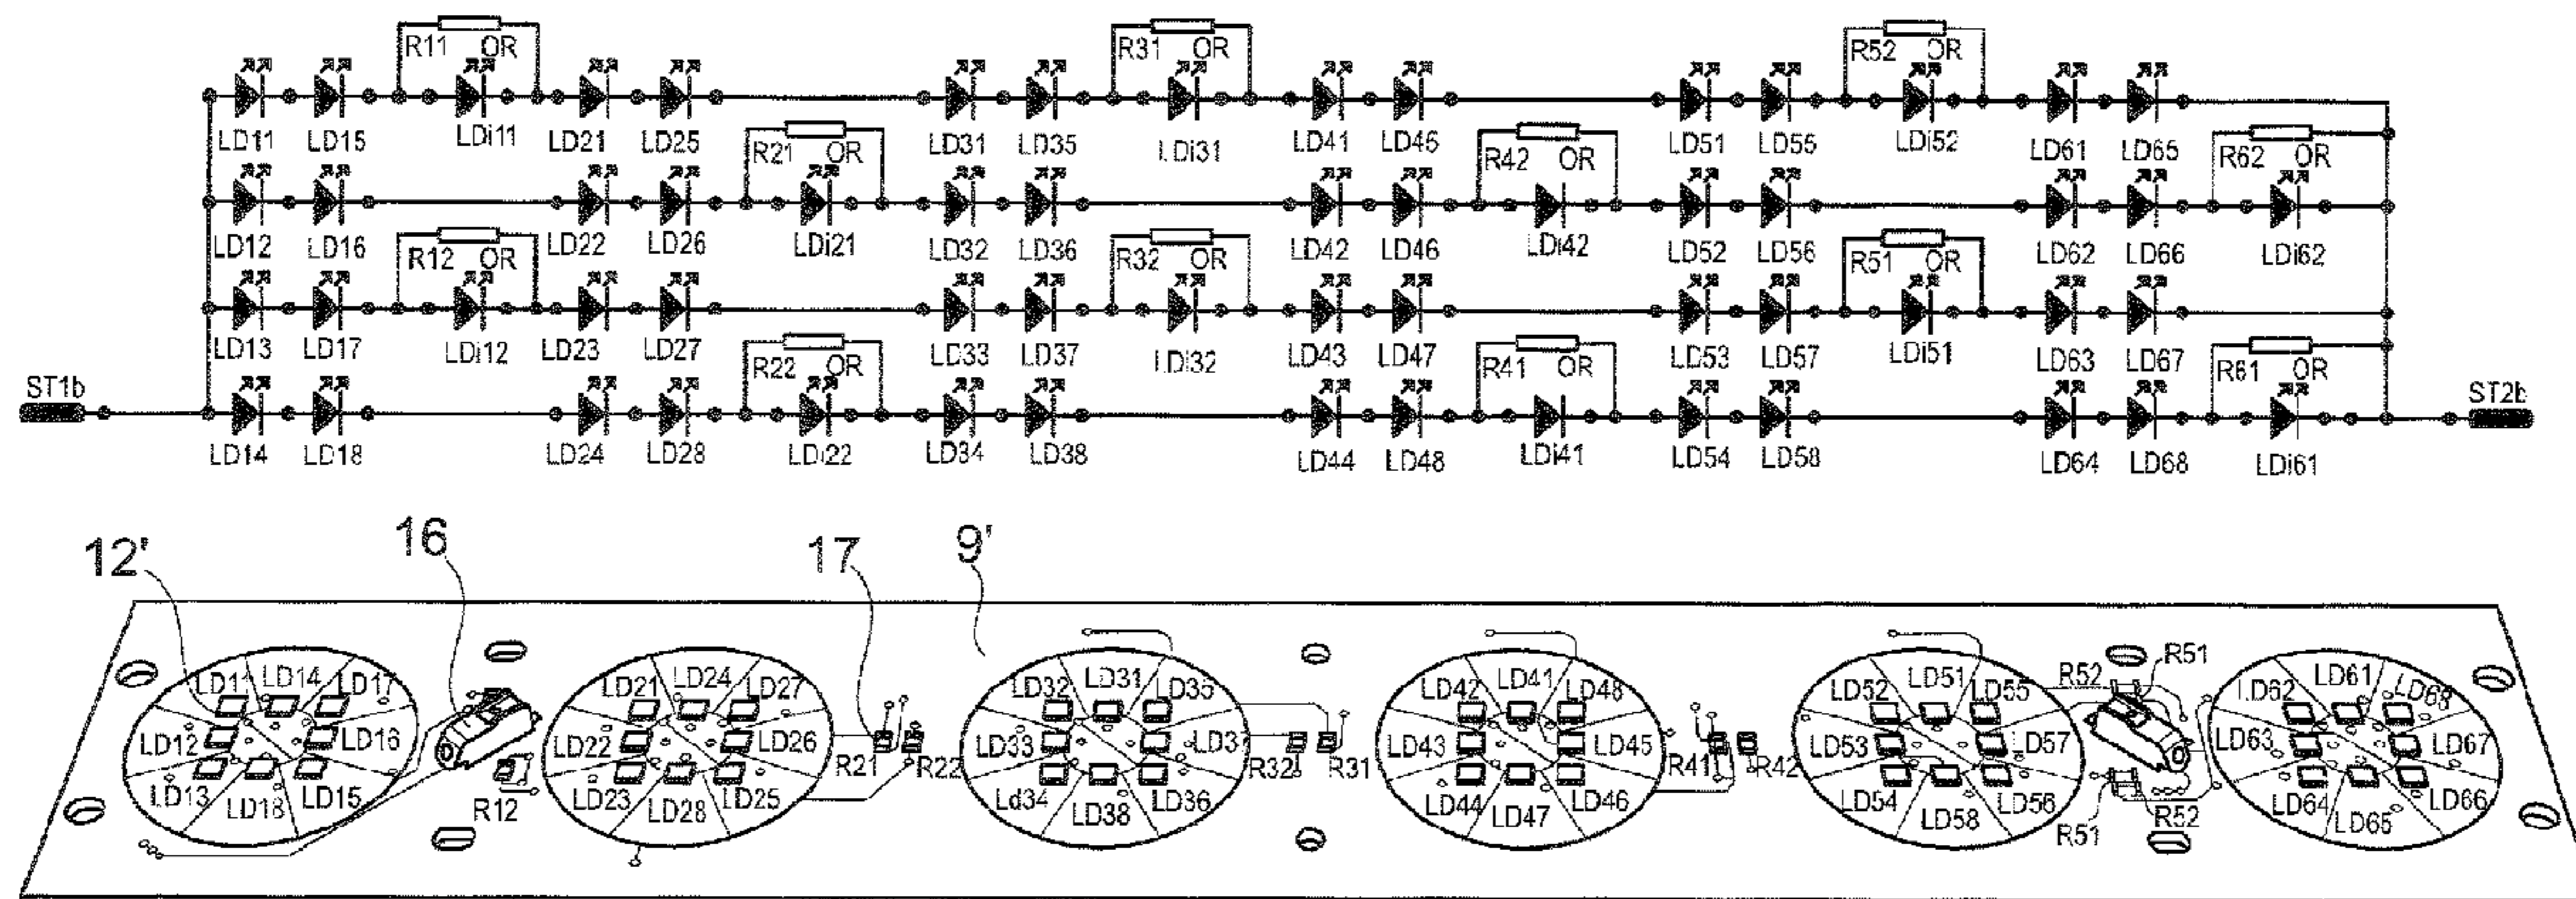 R11 OR R31 OR R52 OR
LD11 LD15 LDi11 LD21 LD25 LD31 LD35 LDi31 LD41 LD45 LD51 LD55 LDi52 LD61 LD65
R21 OR R42 OR R62 OR
LD12 LD16 LD22 LD26 LDi21 LD32 LD36 LD42 LD46 LDi42 LD52 LD56 LD62 LD66 LDi62
R12 OR R32 OR R51 OR
LD13 LD17 LDi12 LD23 LD27 LD33 LD37 LDi32 LD43 LD47 LD53 LD57 LDi51 LD63 LD67
R22 OR R41 OR R61 OR
ST1b ST2b
LD14 LD18 LD24 LD28 LDi22 LD34 LD38 LD44 LD48 LDi41 LD54 LD58 LD64 LD68 LDi61
12' 16 17 9'
LD11 LD14 LD17 LD21 LD24 LD27 LD32 LD31 LD35 LD42 LD41 LD48 LD52 LD51 LD55 R52 R51 LD62 LD61 LD68
LD12 LD16 LD22 LD26 R21 R22 LD33 LD37 R32 R31 LD43 LD45 R41 R42 LD53 LD57 LD63 LD67
LD13 LD18 LD15 R12 LD23 LD28 LD25 Ld34 LD38 LD36 LD44 LD47 LD46 LD54 LD58 LD56 R51 R52 LD64 LD65 LD66